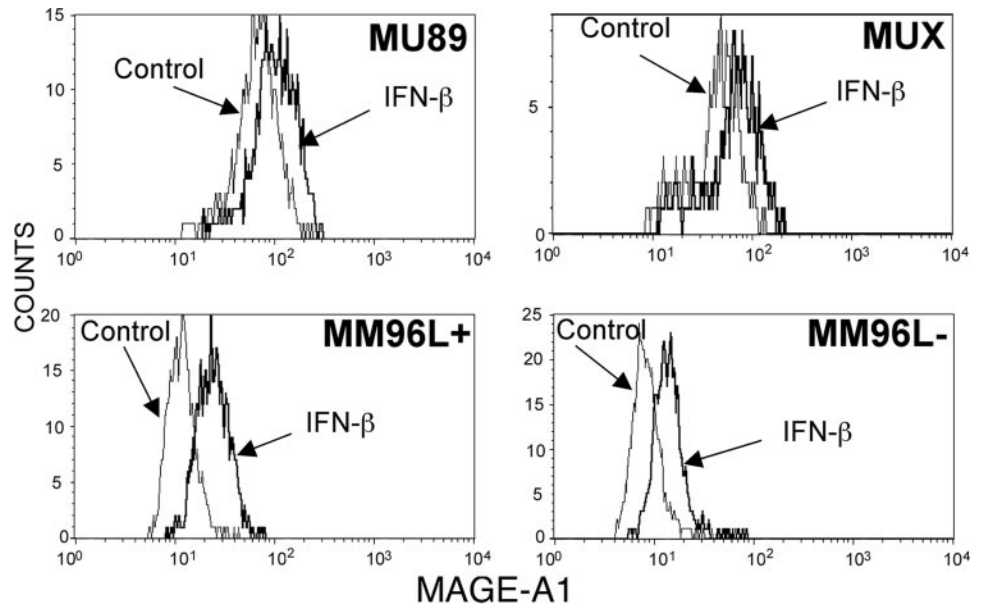 MU89
Control
IFN-β
15
10
5
0
10⁰ 10¹ 10² 10³ 10⁴
MUX
Control
IFN-β
5
0
10⁰ 10¹ 10² 10³ 10⁴
COUNTS
MM96L+
Control
IFN-β
20
15
10
5
0
10⁰ 10¹ 10² 10³ 10⁴
MM96L-
Control
IFN-β
25
20
15
10
5
0
10⁰ 10¹ 10² 10³ 10⁴
MAGE-A1